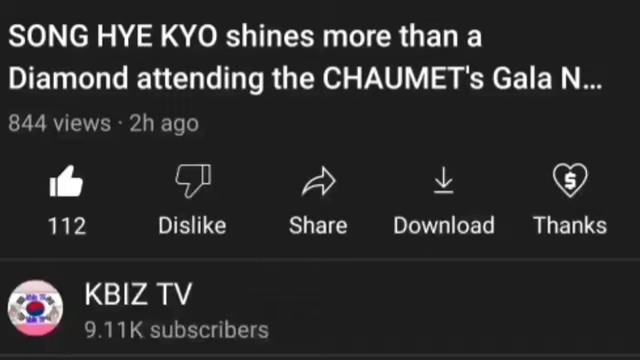 SONG HYE KYO shines more than a
Diamond attending the CHAUMET's Gala N...
844 views · 2h ago
112 Dislike Share Download Thanks
KBIZ TV
9.11K subscribers